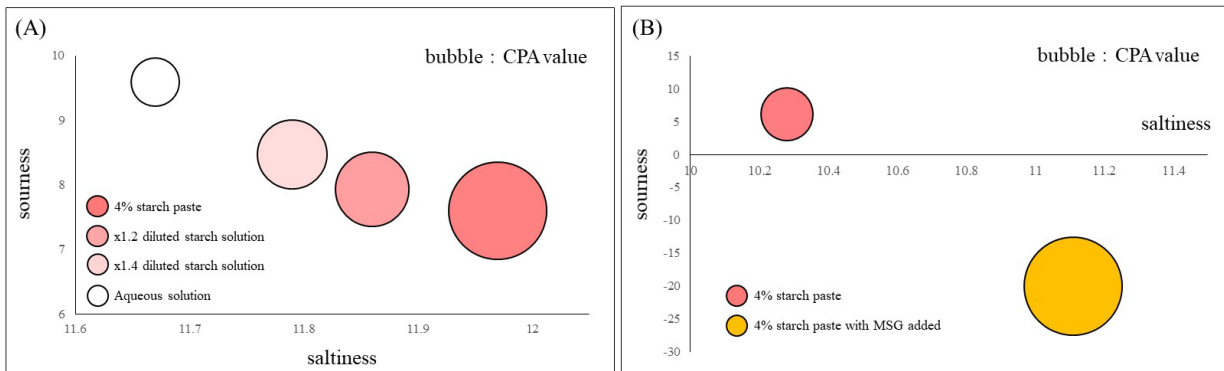 (A)
bubble : CPA value
10
9
8
7
6
sourness
4% starch paste
x1.2 diluted starch solution
x1.4 diluted starch solution
Aqueous solution
11.6 11.7 11.8 11.9 12
saltiness
(B)
bubble : CPA value
saltiness
15
10
5
0
-5
-10
-15
-20
-25
-30
10 10.2 10.4 10.6 10.8 11 11.2 11.4
sourness
4% starch paste
4% starch paste with MSG added